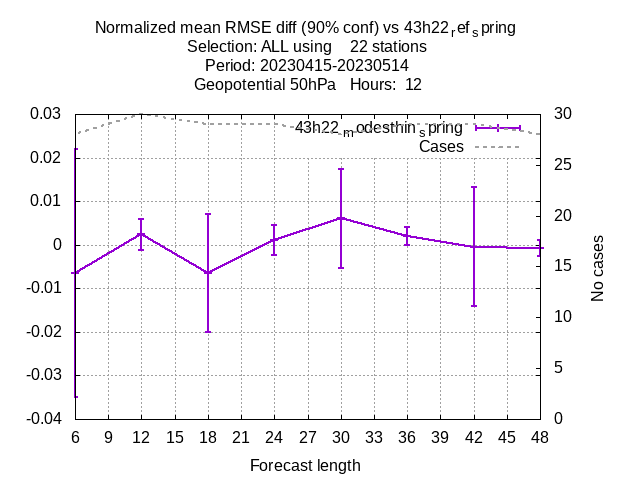 Normalized mean RMSE diff (90% conf) vs 43h22refspring
Selection: ALL using 22 stations
Period: 20230415-20230514
Geopotential 50hPa Hours: 12
43h22modesthinspring
Cases
0.03
0.02
0.01
0
-0.01
-0.02
-0.03
-0.04
30
25
20
15
10
5
0
No cases
6 9 12 15 18 21 24 27 30 33 36 39 42 45 48
Forecast length